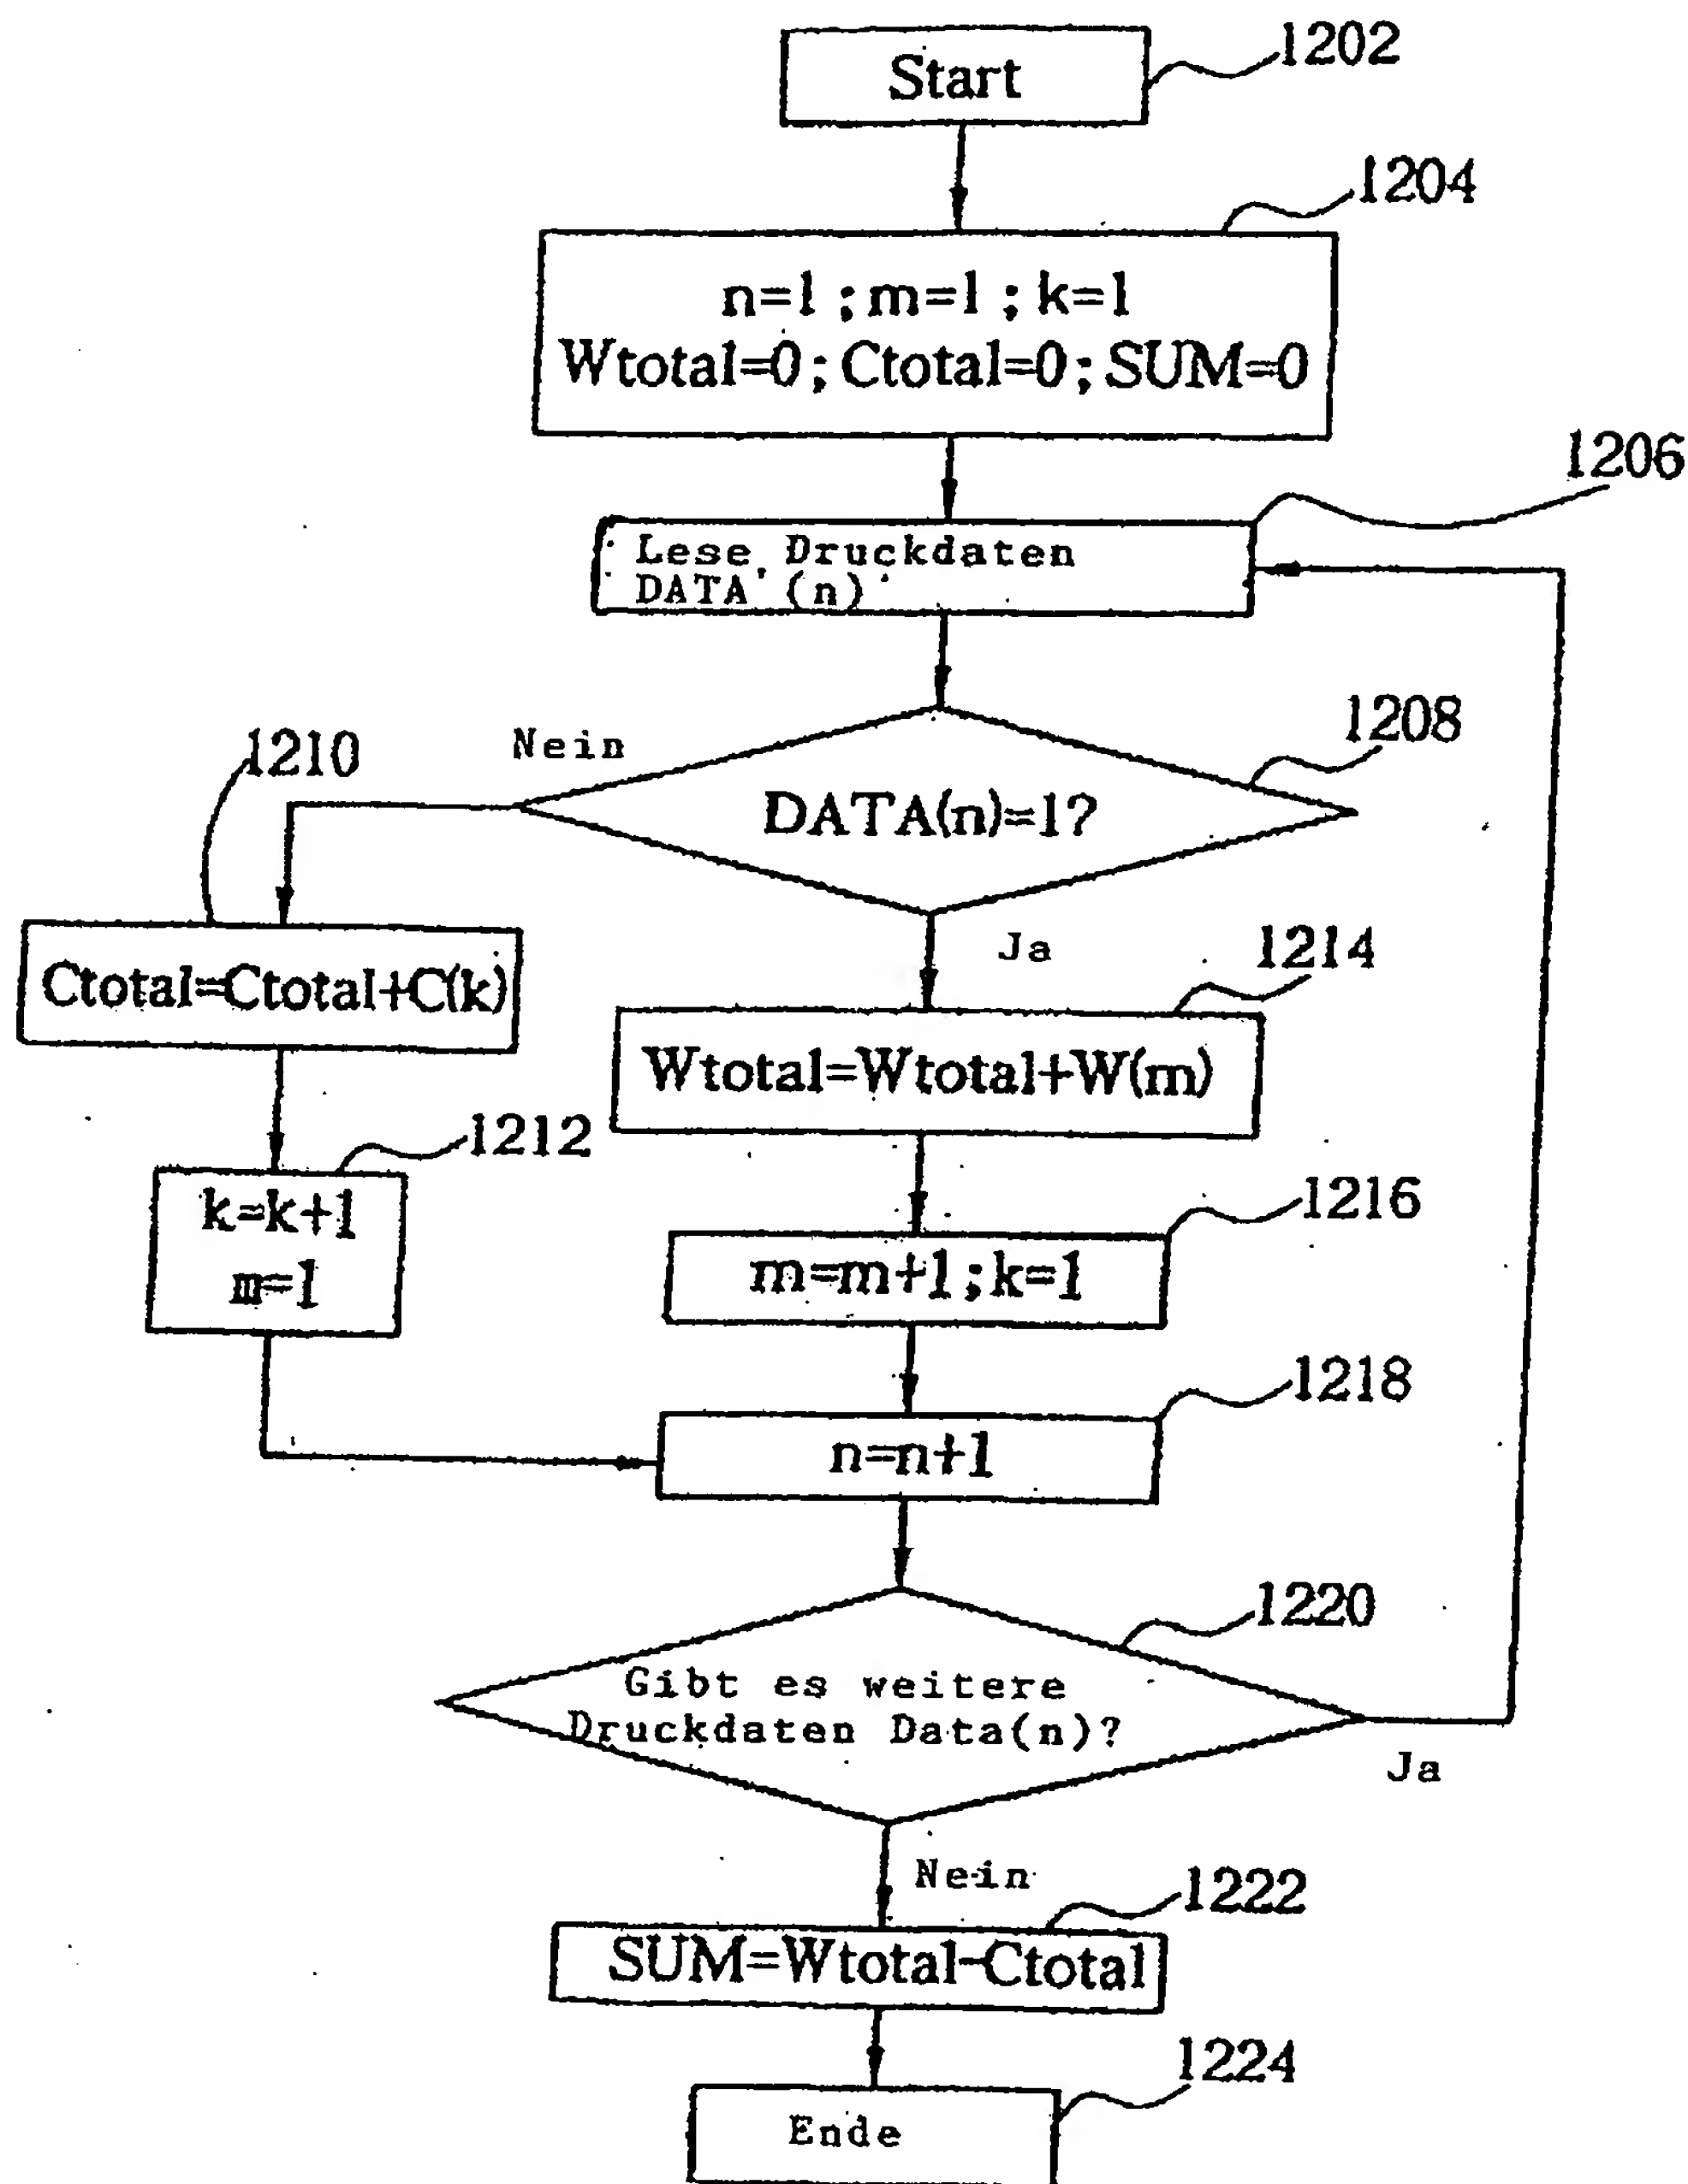 Start
1202
1204
n=1 ; m=1 ; k=1
Wtotal=0 ; Ctotal=0 ; SUM=0
1206
Lese Druckdaten
DATA (n)
1208
Nein
1210
DATA(n)=1?
Ja
1214
Ctotal=Ctotal+C(k)
Wtotal=Wtotal+W(m)
1212
k=k+1
m=1
1216
m=m+1 ; k=1
1218
n=n+1
1220
Gibt es weitere
Druckdaten Data(n)?
Ja
Nein
1222
SUM=Wtotal-Ctotal
1224
Ende